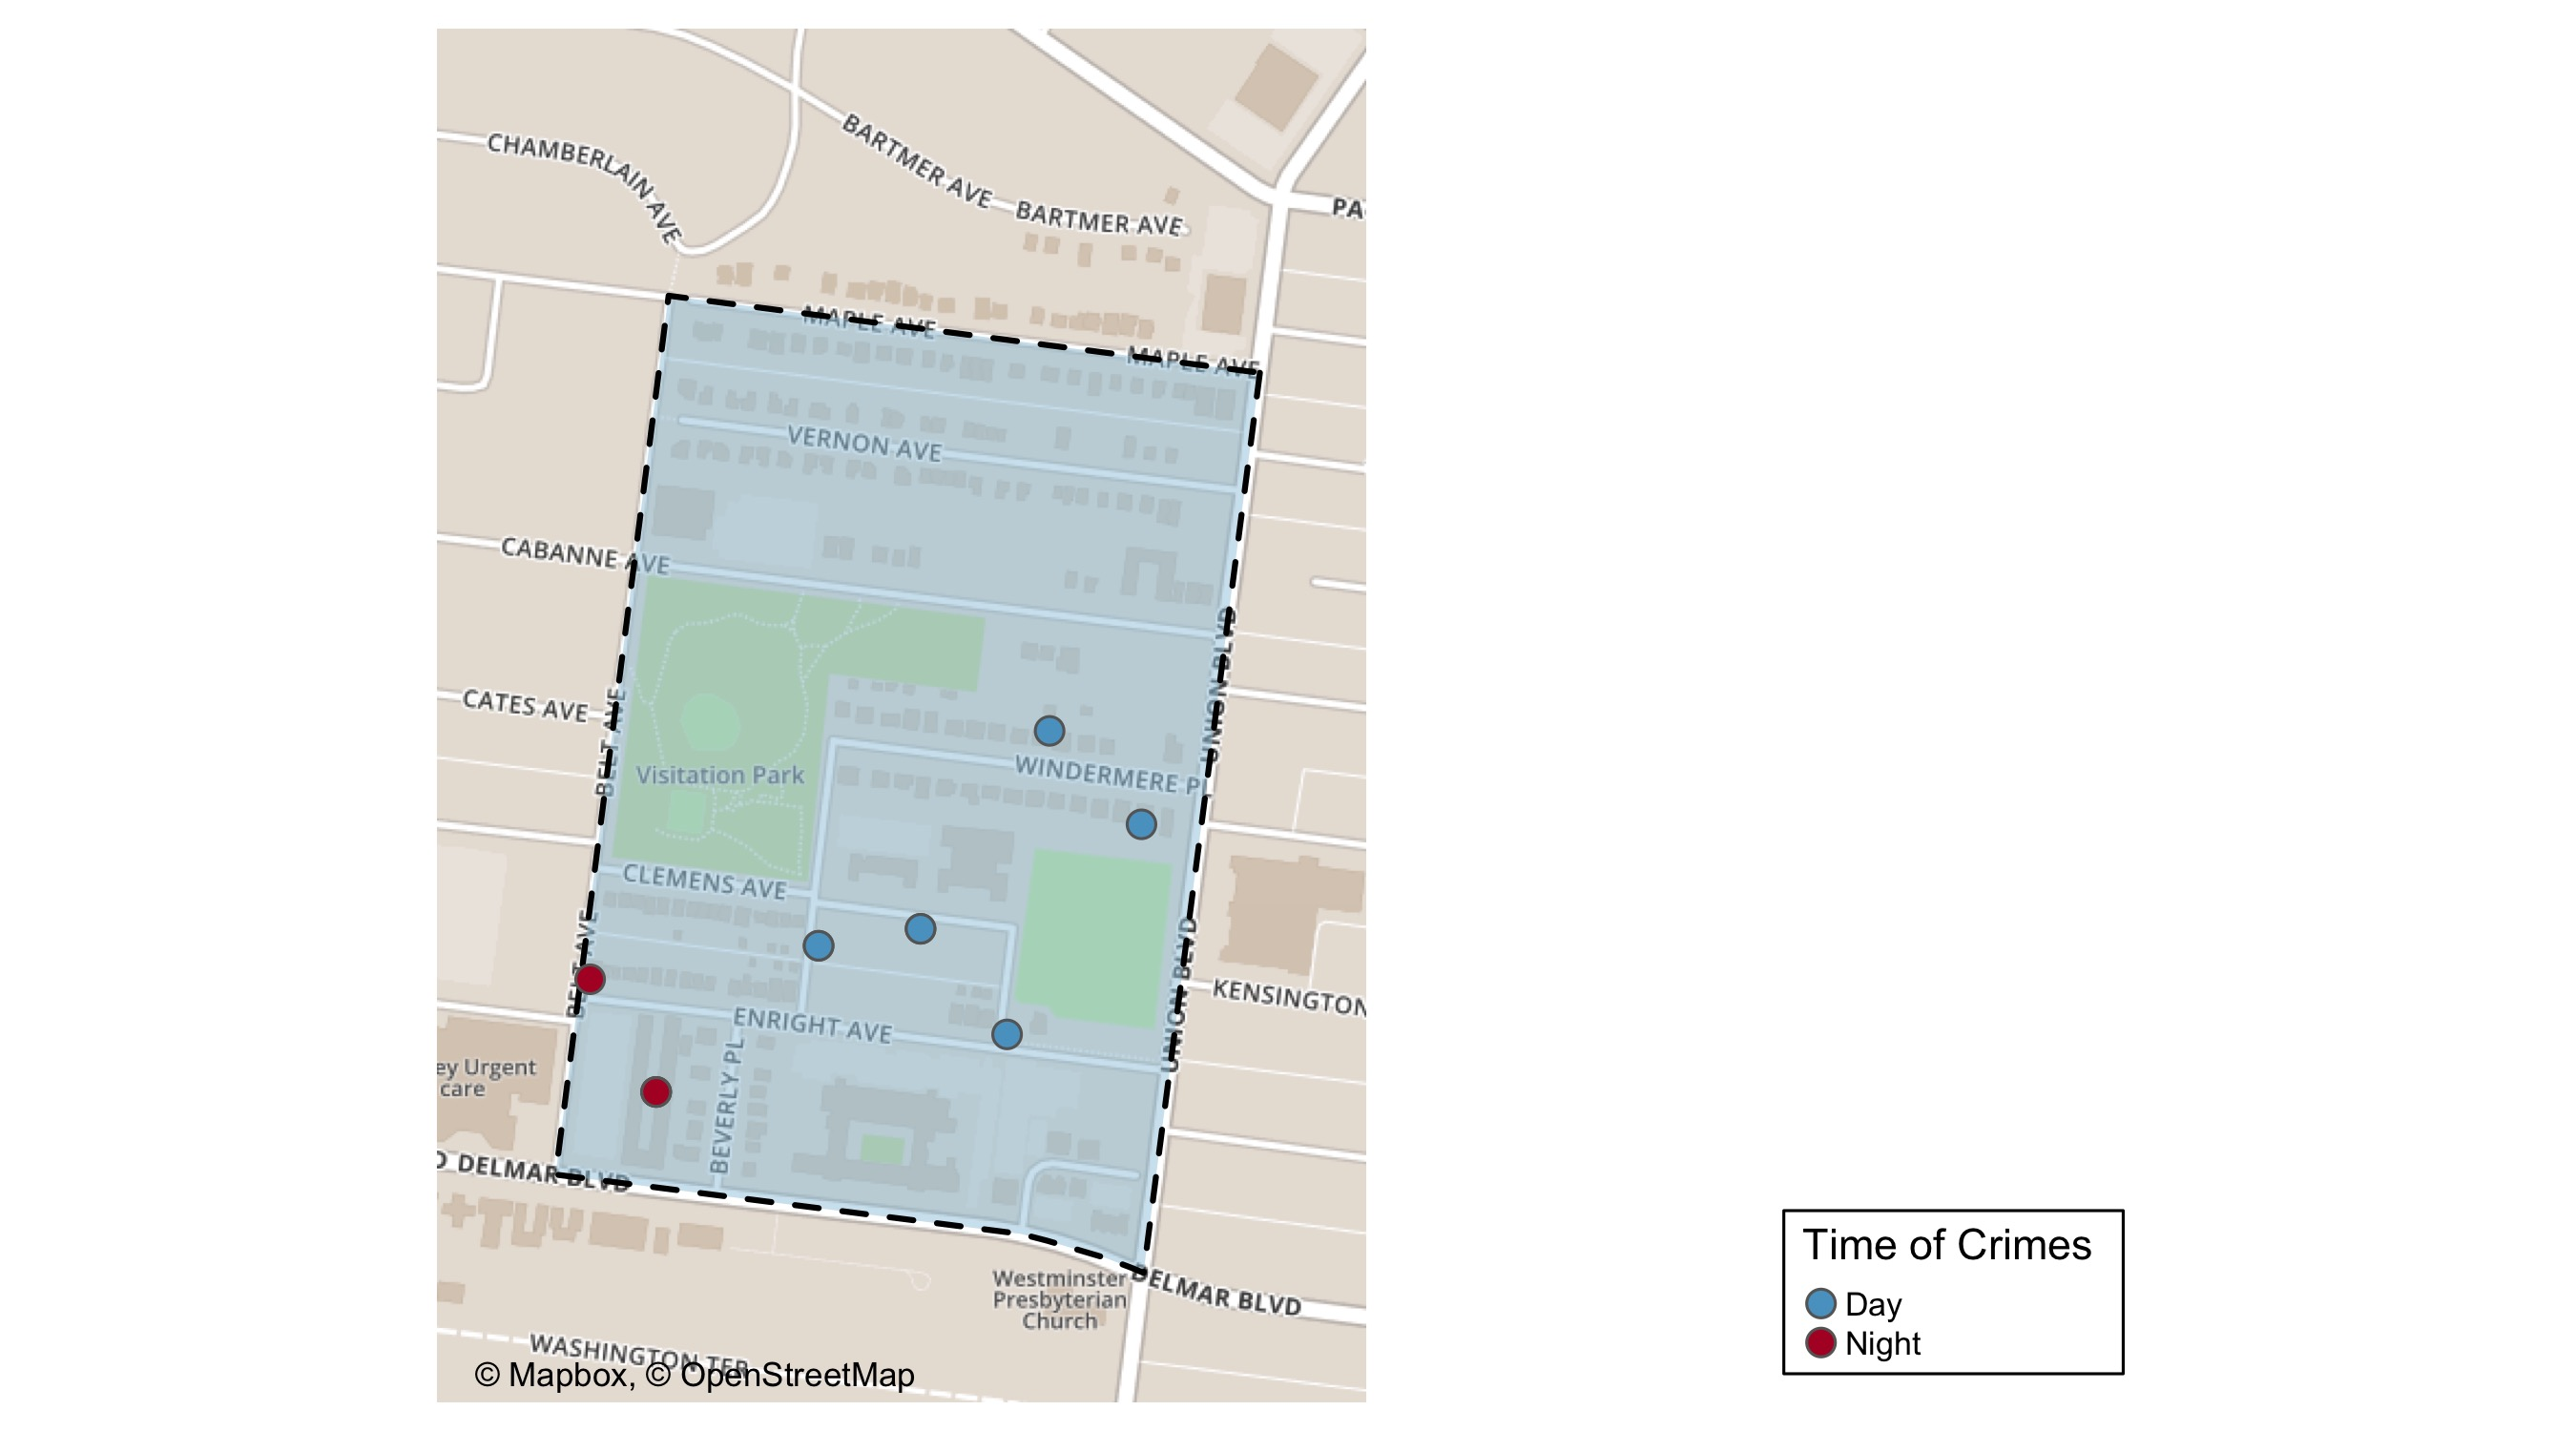 CHAMBERLAIN AVE
BARTMER AVE
BARTMER AVE
PA
MAPLE AVE
MAPLE AVE
VERNON AVE
CABANNE AVE
UNION BLVD
CATES AVE
BELT AVE
Visitation Park
WINDERMERE PL
CLEMENS AVE
BELT AVE
UNION BLVD
KENSINGTON
ENRIGHT AVE
BEVERLY PL
ey Urgent
care
D DELMAR BLVD
Westminster
Presbyterian
Church
DELMAR BLVD
WASHINGTON TER
© Mapbox, © OpenStreetMap
Time of Crimes
Day
Night